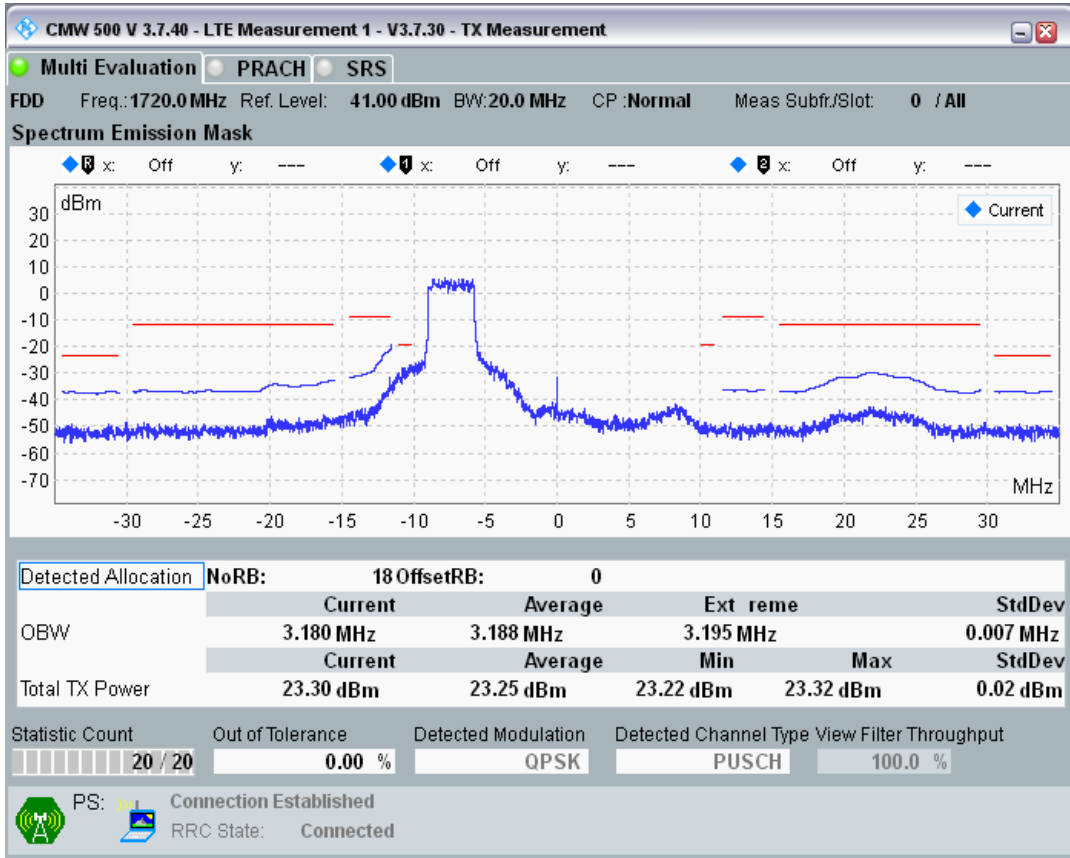 CMW 500 V 3.7.40 - LTE Measurement 1 - V3.7.30 - TX Measurement
Multi Evaluation PRACH SRS
FDD Freq.:1720.0 MHz Ref. Level: 41.00 dBm BW:20.0 MHz CP :Normal Meas Subfr./Slot: 0 / All
Spectrum Emission Mask
R x: Off y: --- 1 x: Off y: --- 2 x: Off y: ---
dBm
Current
30
20
10
0
-10
-20
-30
-40
-50
-60
-70
MHz
-30 -25 -20 -15 -10 -5 0 5 10 15 20 25 30
Detected Allocation NoRB: 18 OffsetRB: 0
Current Average Ext reme StdDev
OBW 3.180 MHz 3.188 MHz 3.195 MHz 0.007 MHz
Current Average Min Max StdDev
Total TX Power 23.30 dBm 23.25 dBm 23.22 dBm 23.32 dBm 0.02 dBm
Statistic Count Out of Tolerance Detected Modulation Detected Channel Type View Filter Throughput
20 / 20 0.00 % QPSK PUSCH 100.0 %
PS: Connection Established
RRC State: Connected